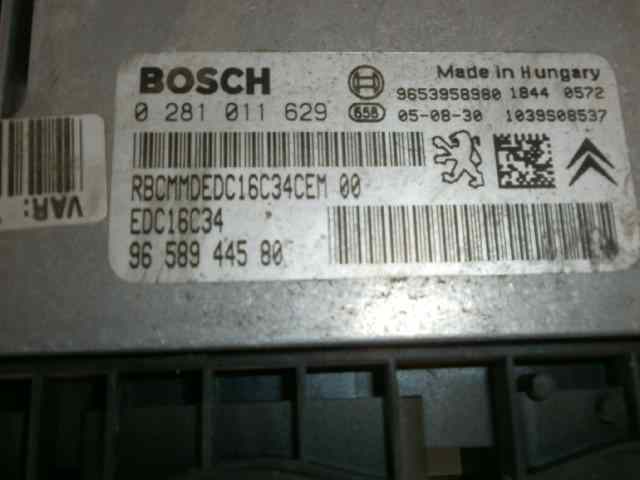 BOSCH
Made in Hungary
9653958980 1844 0572
0 281 011 629 658 05-08-30 1039S08537
RBCMMDEDC16C34CEM 00
EDC16C34
96 589 445 80
VAR: